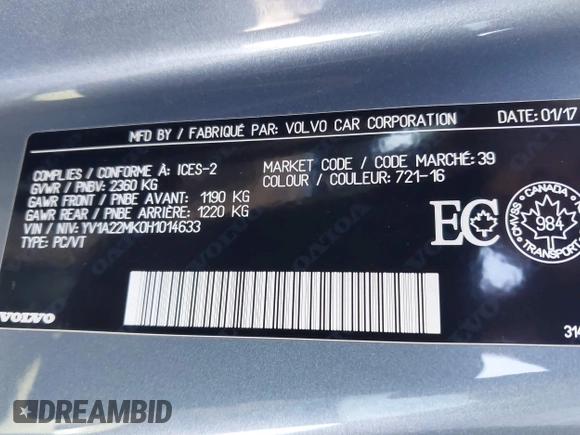 MFD BY / FABRIQUÉ PAR: VOLVO CAR CORPORATION DATE: 01/17
COMPLIES / CONFORME À: ICES-2
GVWR / PNBV: 2360 KG
GAWR FRONT / PNBE AVANT: 1190 KG
GAWR REAR / PNBE ARRIÈRE: 1220 KG
VIN / NIV: YV1A22MK0H1014633
TYPE: PC/VT
MARKET CODE / CODE MARCHÉ: 39
COLOUR / COULEUR: 721-16
EC
CANADA
984
TRANSPORT
CMVSS
VOLVO
314
DREAMBID